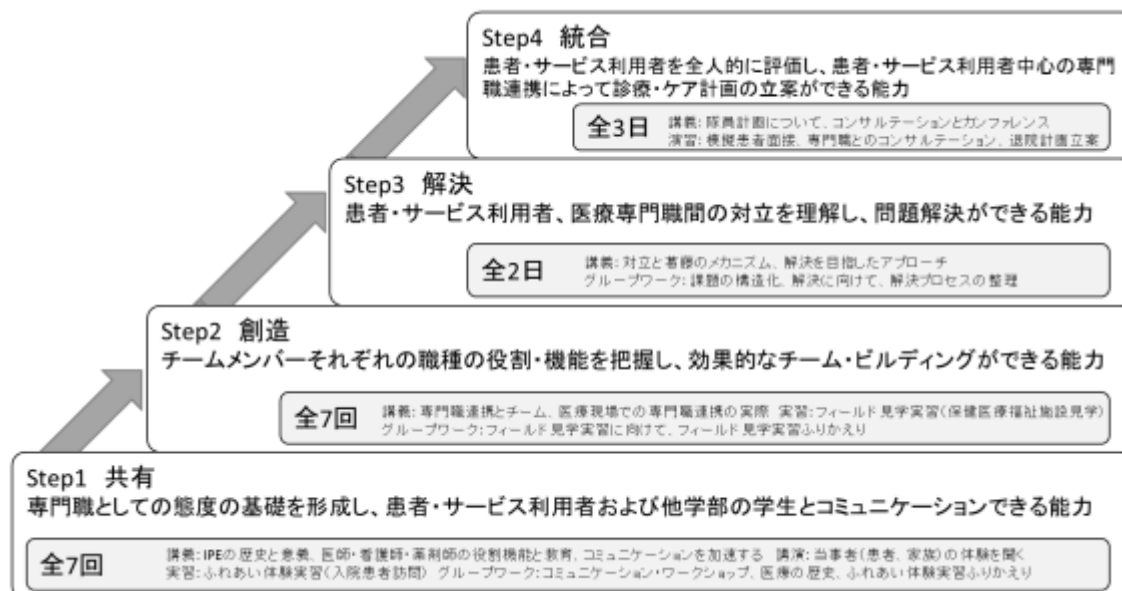 Step4 統合
患者・サービス利用者を全人的に評価し、患者・サービス利用者中心の専門
職連携によって診療・ケア計画の立案ができる能力
全3日
講義: 隊員計画について、コンサルテーションとカンファレンス
演習: 模擬患者面接、専門職とのコンサルテーション、退院計画立案
Step3 解決
患者・サービス利用者、医療専門職間の対立を理解し、問題解決ができる能力
全2日
講義: 対立と葛藤のメカニズム、解決を目指したアプローチ
グループワーク: 課題の構造化、解決に向けて、解決プロセスの整理
Step2 創造
チームメンバーそれぞれの職種の役割・機能を把握し、効果的なチーム・ビルディングができる能力
全7回
講義: 専門職連携とチーム、医療現場での専門職連携の実際 実習: フィールド見学実習(保健医療福祉施設見学)
グループワーク: フィールド見学実習に向けて、フィールド見学実習ふりかえり
Step1 共有
専門職としての態度の基礎を形成し、患者・サービス利用者および他学部の学生とコミュニケーションできる能力
全7回
講義: IPEの歴史と意義、医師・看護師・薬剤師の役割機能と教育、コミュニケーションを加速する 講演: 当事者(患者、家族)の体験を聞く
実習: ふれあい体験実習(入院患者訪問) グループワーク: コミュニケーション・ワークショップ、医療の歴史、ふれあい体験実習ふりかえり